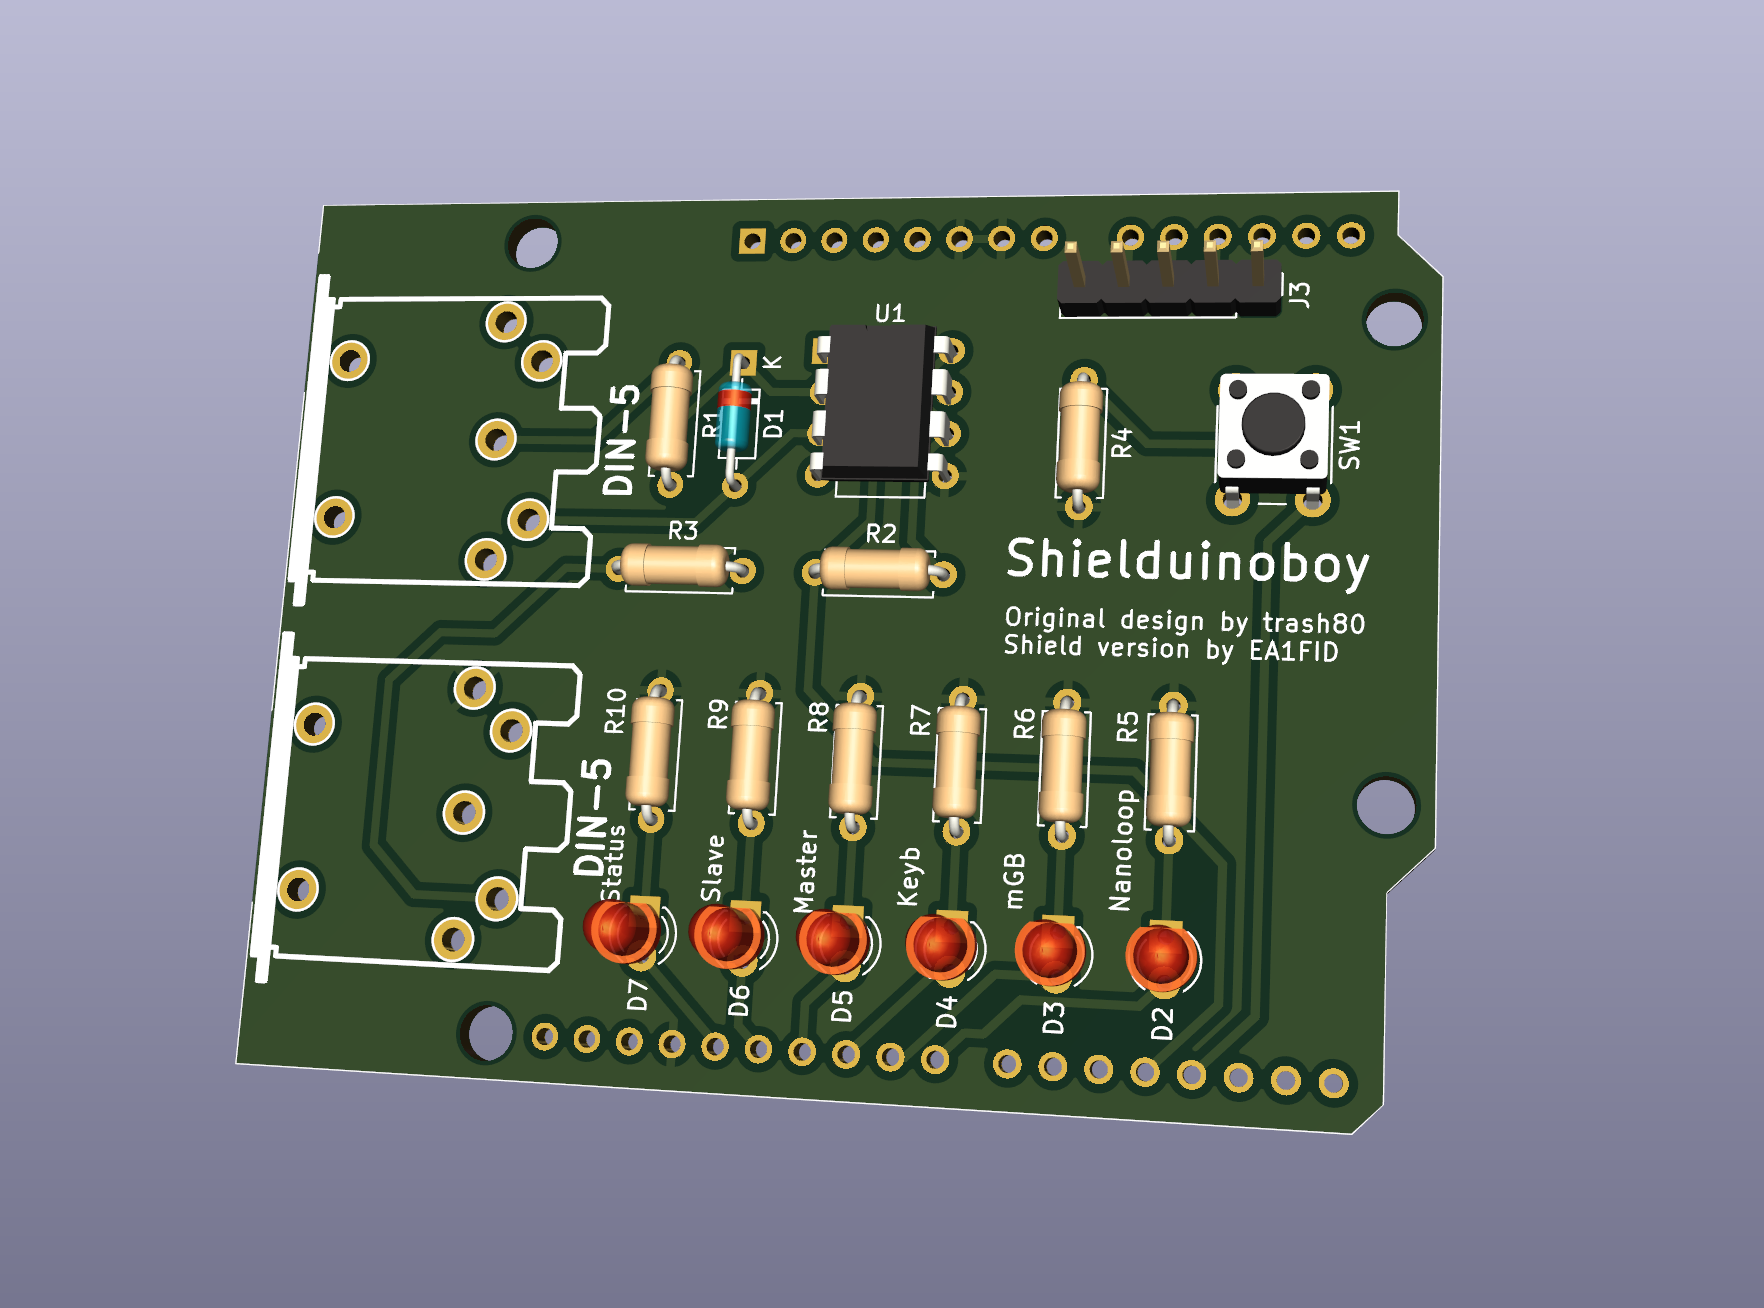 U1
J3
K
DIN-5
R1
D1
R4
SW1
R3
R2
Shielduinoboy
Original design by trash80
Shield version by EA1FID
R10
R9
R8
R7
R6
R5
DIN-5
Status
Slave
Master
Keyb
mGB
Nanoloop
D7
D6
D5
D4
D3
D2